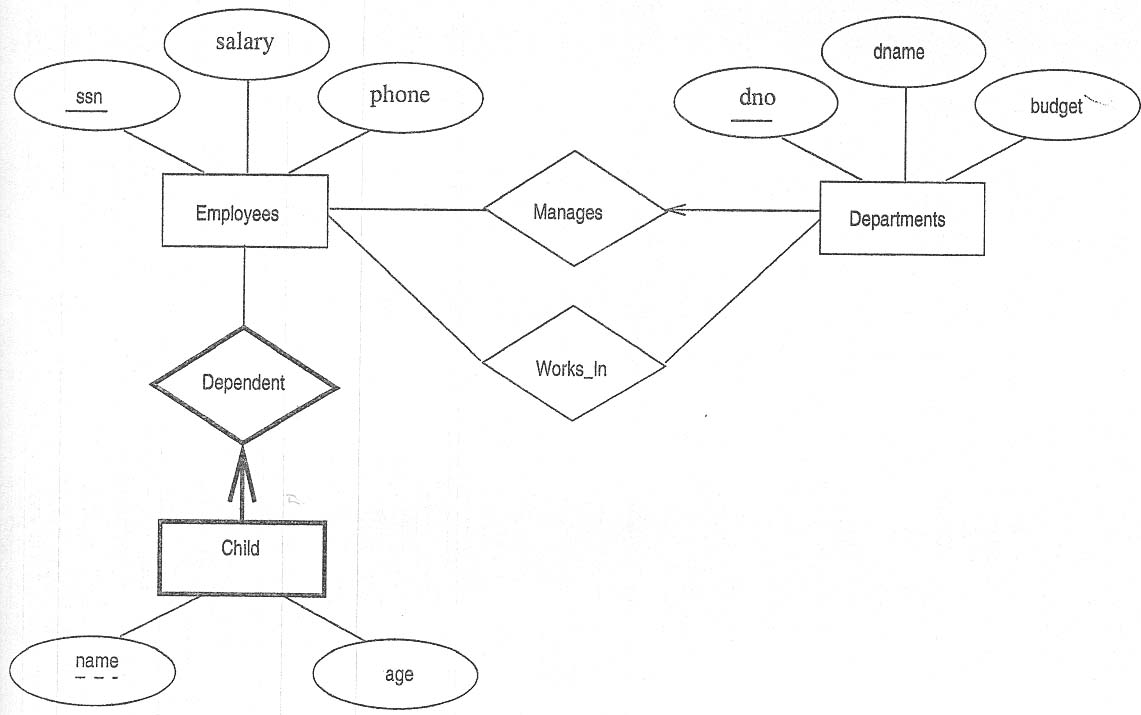 salary
ssn
phone
dname
dno
budget
Employees
Manages
Departments
Works_In
Dependent
Child
name
age